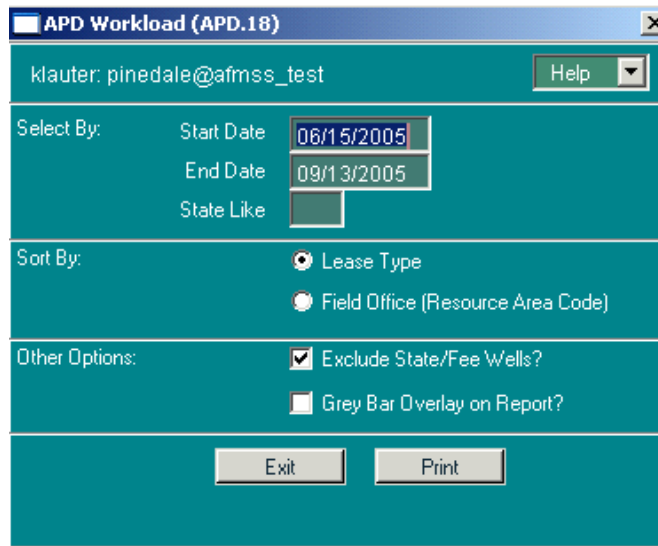 APD Workload (APD.18)
klauter: pinedale@afmss_test
Help
Select By:
Start Date
06/15/2005
End Date
09/13/2005
State Like
Sort By:
Lease Type
Field Office (Resource Area Code)
Other Options:
Exclude State/Fee Wells?
Grey Bar Overlay on Report?
Exit
Print